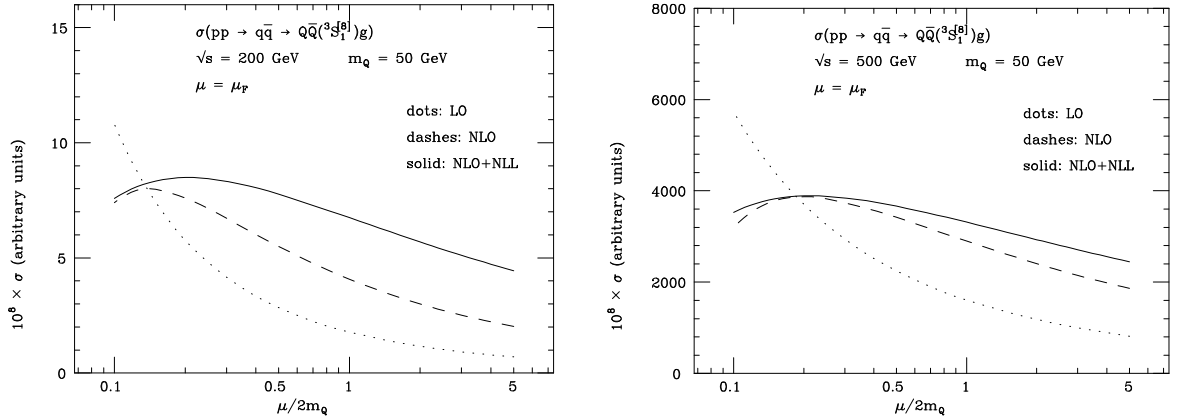 σ(pp → qq̅ → QQ̅(³S₁^[8])g)
√s = 200 GeV m_Q = 50 GeV
μ = μ_F
dots: LO
dashes: NLO
solid: NLO+NLL
10⁸ × σ (arbitrary units)
15
10
5
0
0.1 0.5 1 5
μ/2m_Q
σ(pp → qq̅ → QQ̅(³S₁^[8])g)
√s = 500 GeV m_Q = 50 GeV
μ = μ_F
dots: LO
dashes: NLO
solid: NLO+NLL
10⁸ × σ (arbitrary units)
8000
6000
4000
2000
0
0.1 0.5 1 5
μ/2m_Q